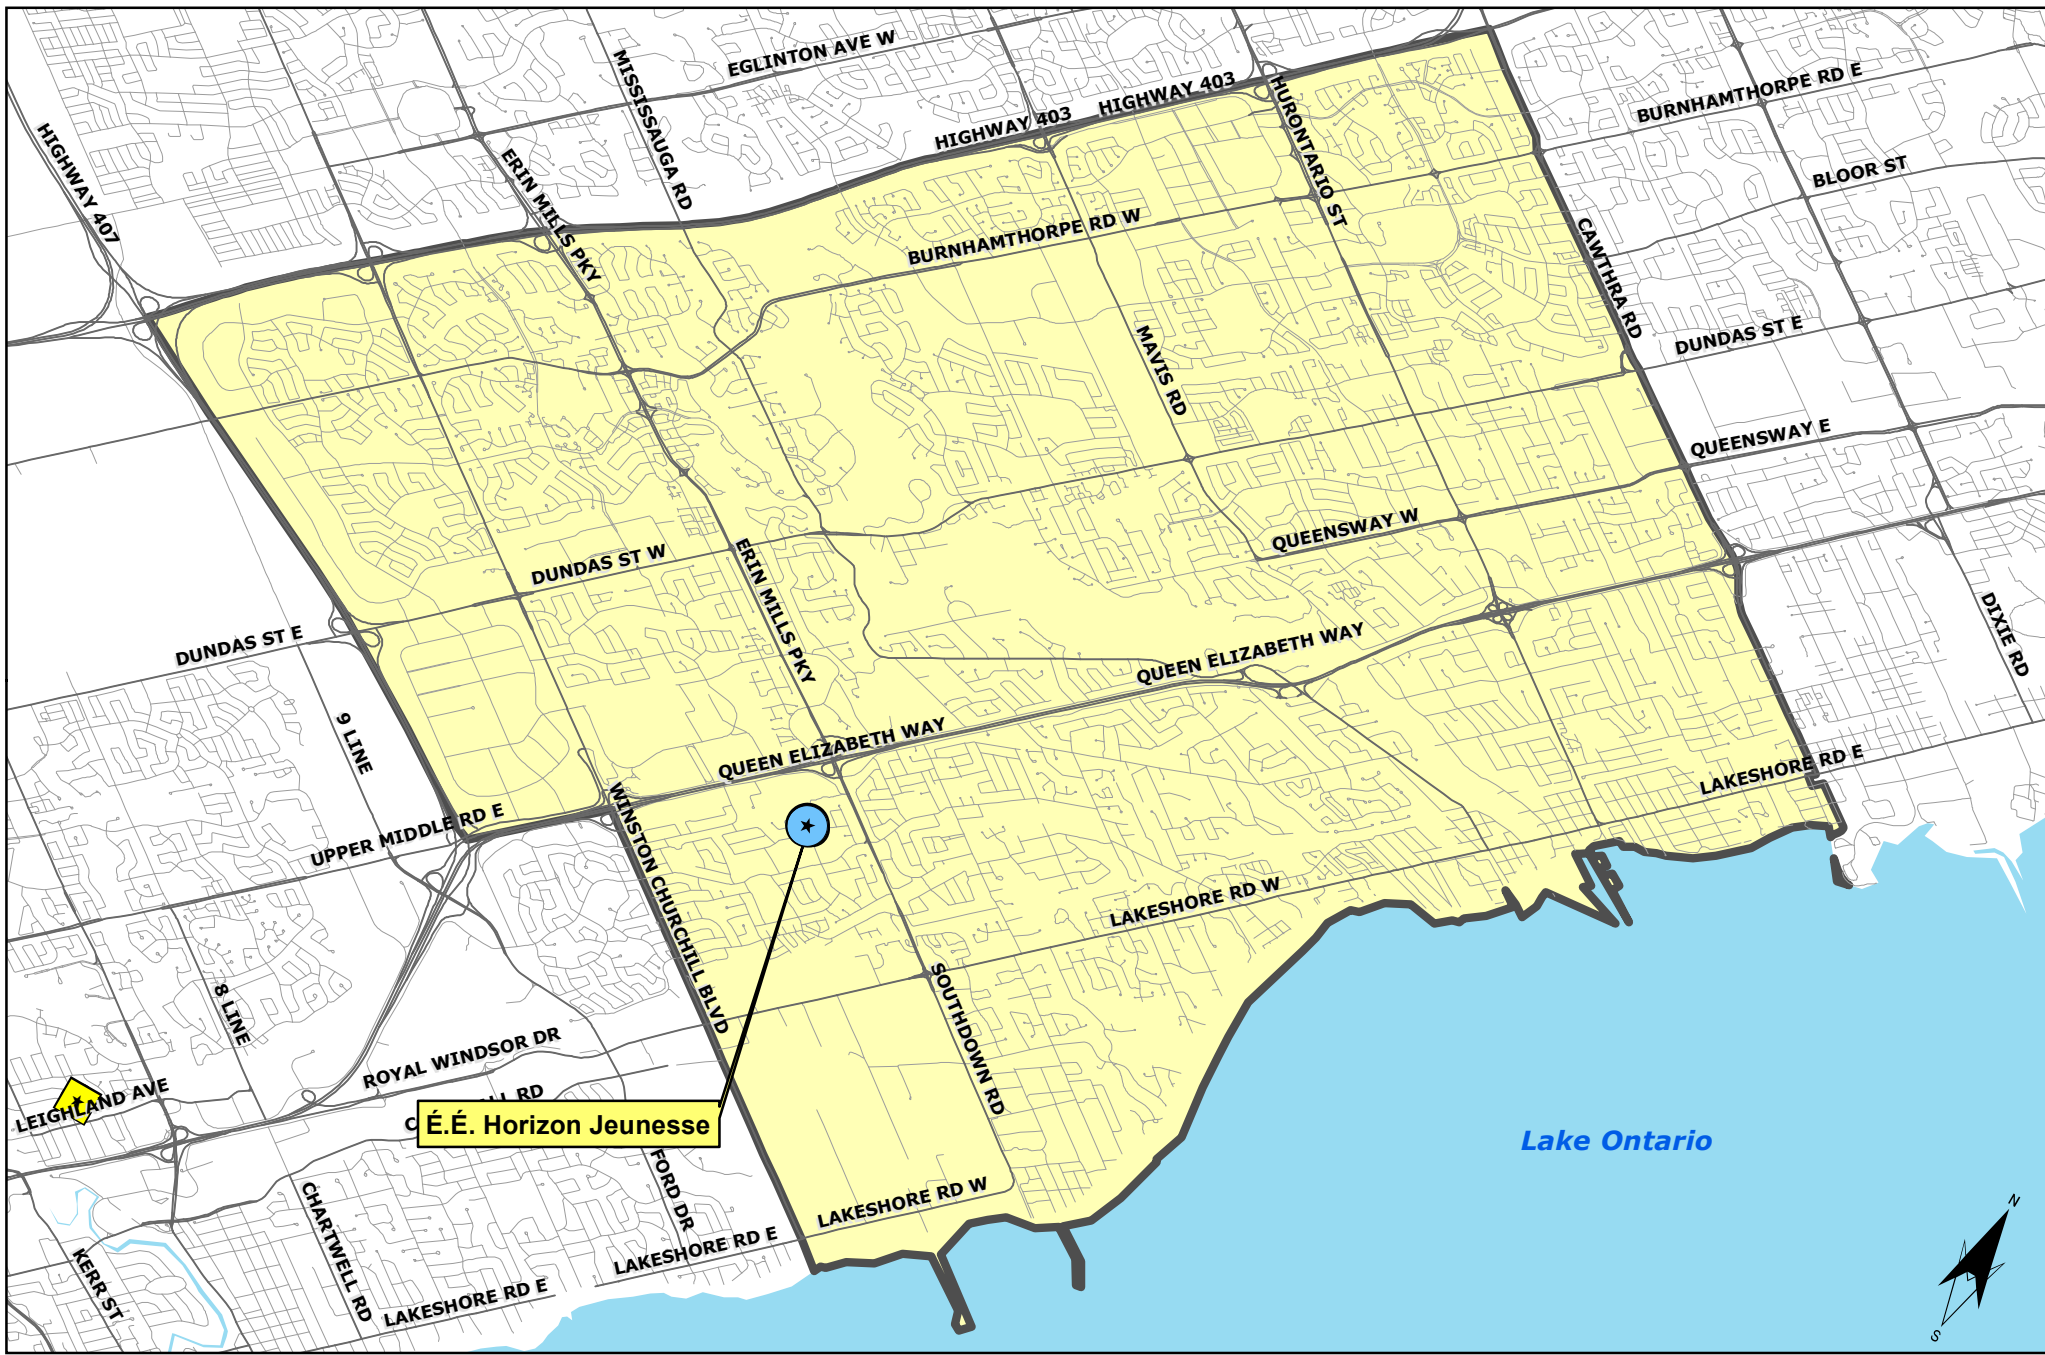 EGLINTON AVE W
MISSISSAUGA RD
HIGHWAY 403
HIGHWAY 403
HURONTARIO ST
BURNHAMTHORPE RD E
BLOOR ST
HIGHWAY 407
ERIN MILLS PKY
BURNHAMTHORPE RD W
CAWTHRA RD
DUNDAS ST E
MAVIS RD
QUEENSWAY E
QUEENSWAY W
DUNDAS ST W
ERIN MILLS PKY
DIXIE RD
DUNDAS ST E
QUEEN ELIZABETH WAY
9 LINE
QUEEN ELIZABETH WAY
LAKESHORE RD E
UPPER MIDDLE RD E
WINSTON CHURCHILL BLVD
LAKESHORE RD W
8 LINE
SOUTHDOWN RD
ROYAL WINDSOR DR
LEIGHLAND AVE
RD
É.É. Horizon Jeunesse
Lake Ontario
FORD DR
CHARTWELL RD
LAKESHORE RD W
KERR ST
LAKESHORE RD E
LAKESHORE RD E
N
S